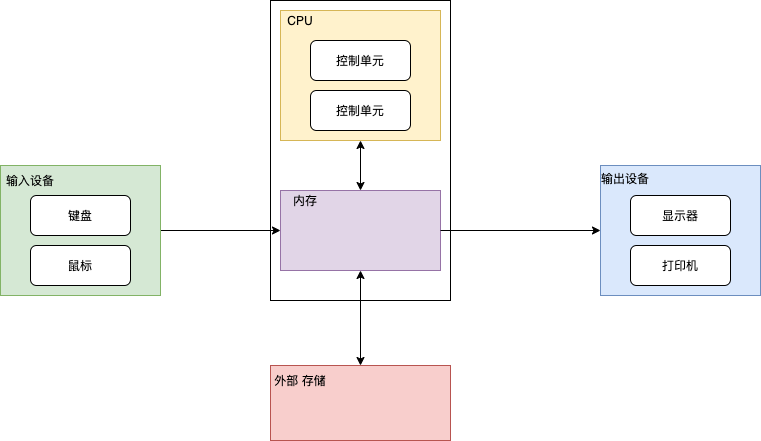 CPU
控制单元
控制单元
输入设备
键盘
鼠标
内存
输出设备
显示器
打印机
外部 存储